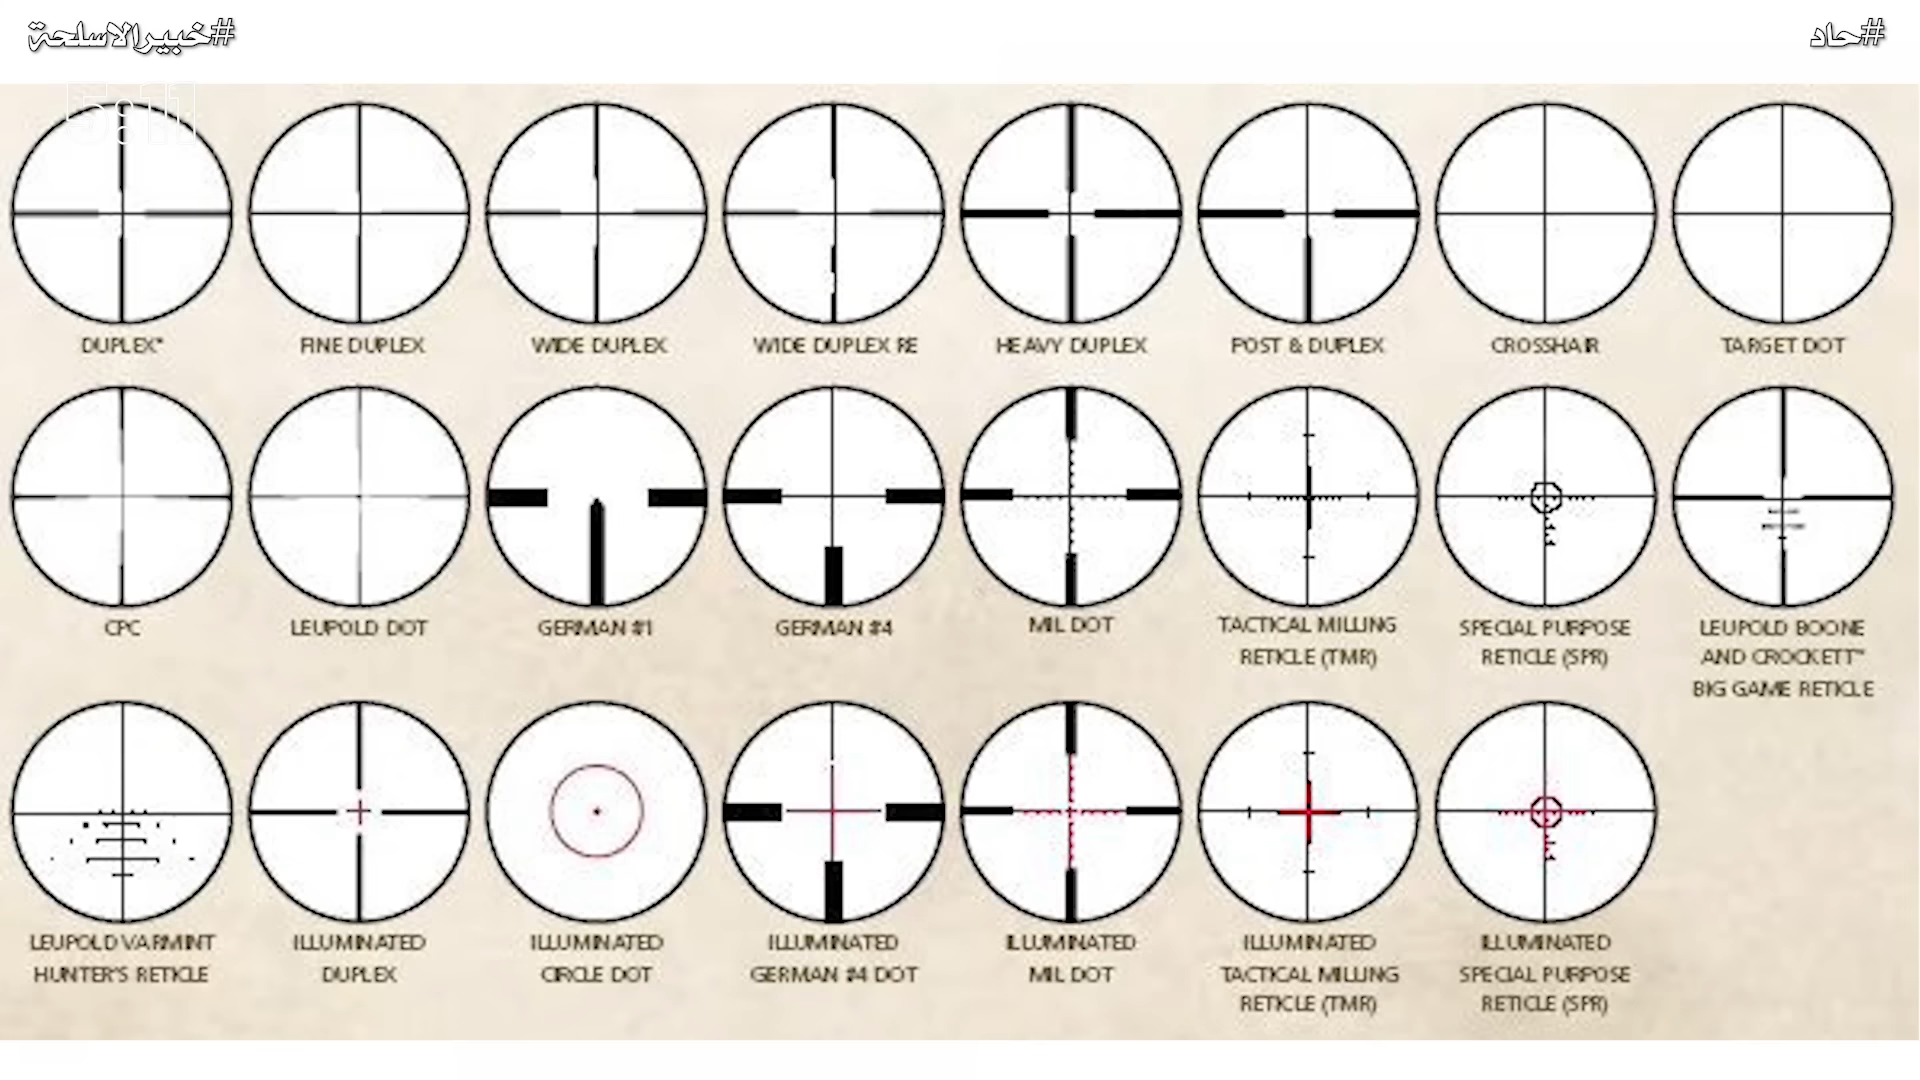 #خبيرالاسلحة
#حاد
DUPLEX®
FINE DUPLEX
WIDE DUPLEX
WIDE DUPLEX RE
HEAVY DUPLEX
POST & DUPLEX
CROSSHAIR
TARGET DOT
CPC
LEUPOLD DOT
GERMAN #1
GERMAN #4
MIL DOT
TACTICAL MILLING
RETICLE (TMR)
SPECIAL PURPOSE
RETICLE (SPR)
LEUPOLD BOONE
AND CROCKETT™
BIG GAME RETICLE
LEUPOLD VARMINT
HUNTER'S RETICLE
ILLUMINATED
DUPLEX
ILLUMINATED
CIRCLE DOT
ILLUMINATED
GERMAN #4 DOT
ILLUMINATED
MIL DOT
ILLUMINATED
TACTICAL MILLING
RETICLE (TMR)
ILLUMINATED
SPECIAL PURPOSE
RETICLE (SPR)